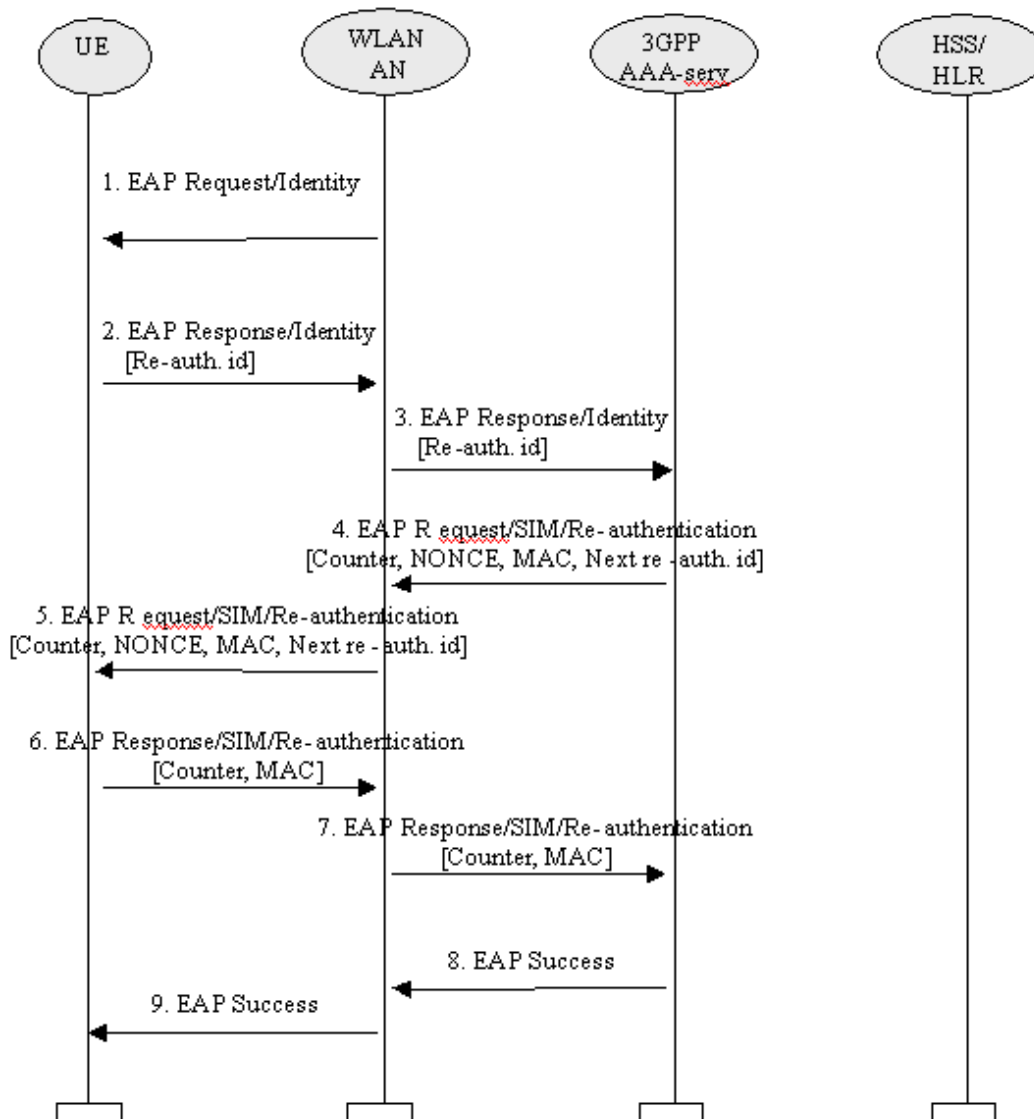 UE
WLAN
AN
3GPP
AAA-serv
HSS/
HLR
1. EAP Request/Identity
2. EAP Response/Identity
[Re-auth. id]
3. EAP Response/Identity
[Re-auth. id]
4. EAP R equest/SIM/Re-authentication
[Counter, NONCE, MAC, Next re-auth. id]
5. EAP R equest/SIM/Re-authentication
[Counter, NONCE, MAC, Next re-auth. id]
6. EAP Response/SIM/Re-authentication
[Counter, MAC]
7. EAP Response/SIM/Re-authentication
[Counter, MAC]
8. EAP Success
9. EAP Success